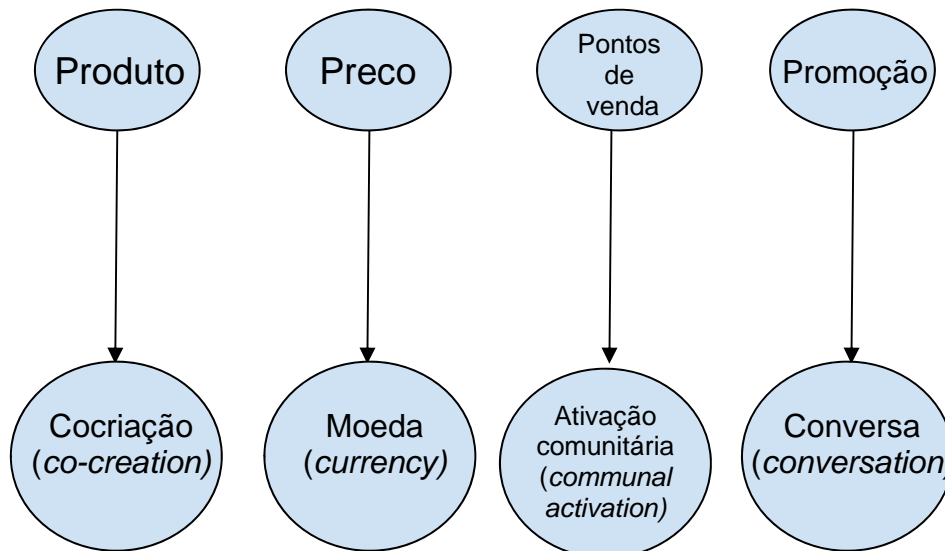 Produto
Preco
Pontos
de
venda
Promoção
Cocriação
(co-creation)
Moeda
(currency)
Ativação
comunitária
(communal
activation)
Conversa
(conversation)